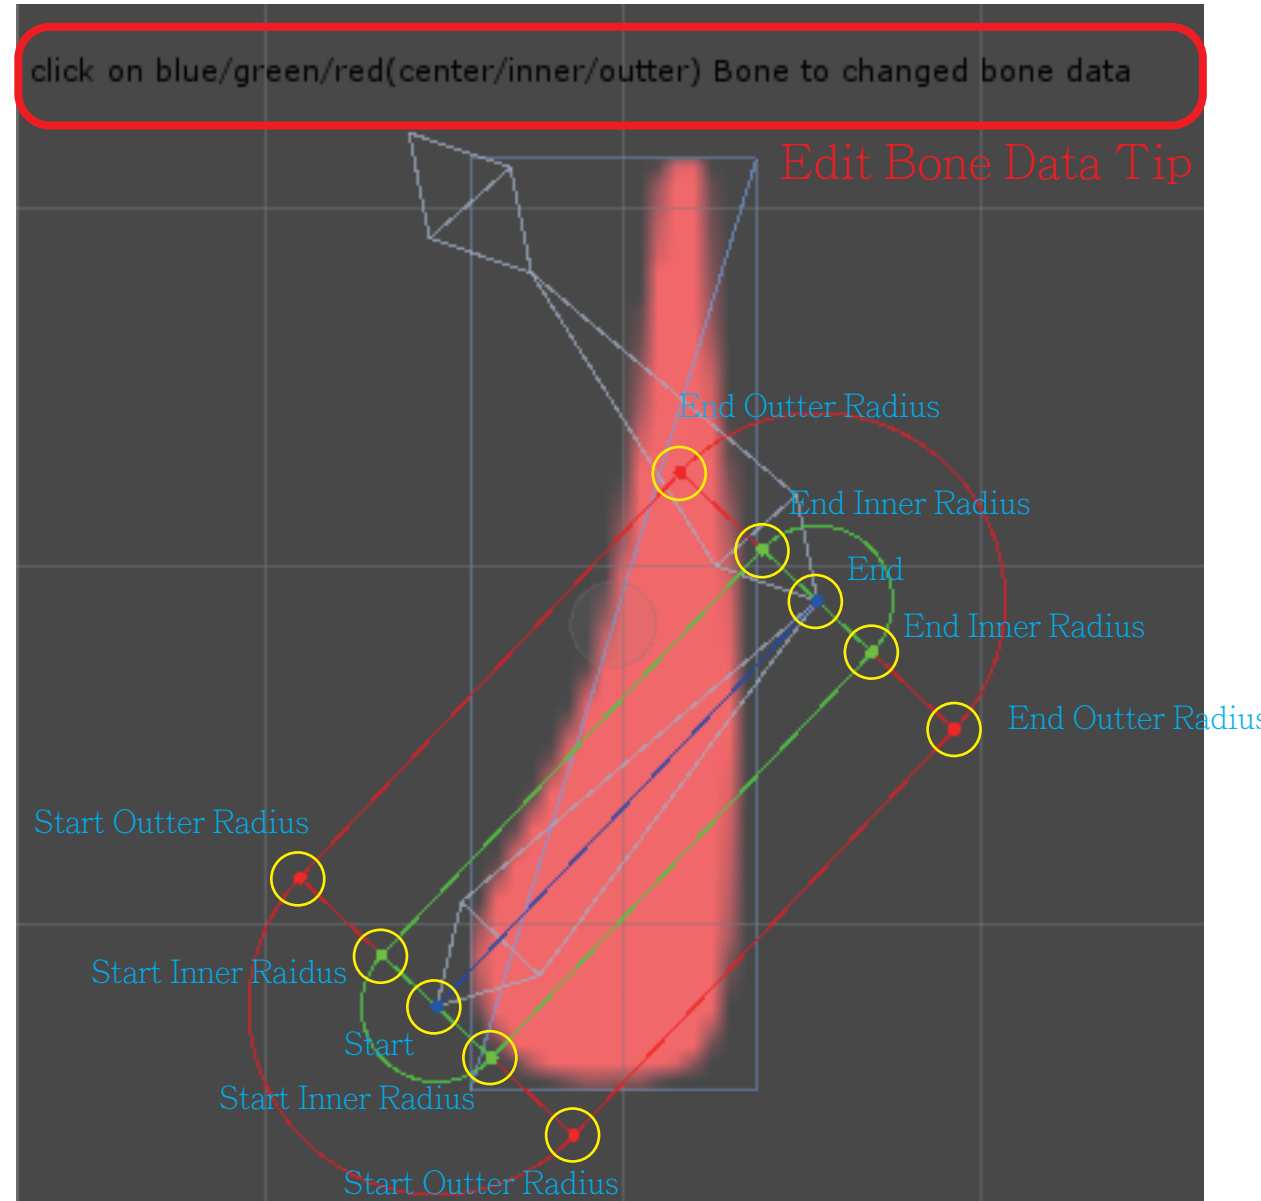 click on blue/green/red(center/inner/outter) Bone to changed bone data
Edit Bone Data Tip
End Outter Radius
End Inner Radius
End
End Inner Radius
End Outter Radius
Start Outter Radius
Start Inner Raidus
Start
Start Inner Radius
Start Outter Radius